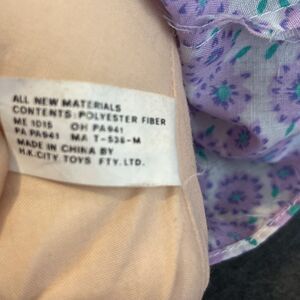 ALL NEW MATERIALS
CONTENTS: POLYESTER FIBER
ME 1015 OH PA941
PA PA941 MA T-536-M
MADE IN CHINA BY
H.K. CITY TOYS FTY. LTD.